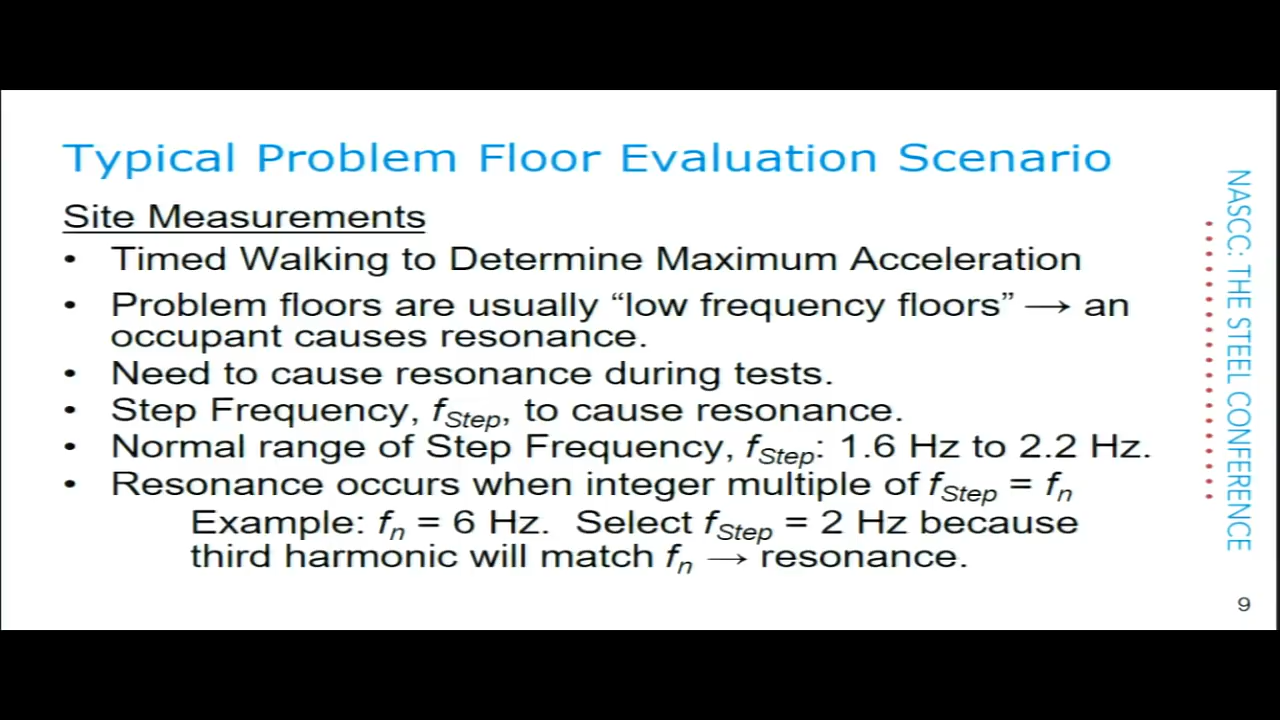 Typical Problem Floor Evaluation Scenario
Site Measurements
• Timed Walking to Determine Maximum Acceleration
• Problem floors are usually “low frequency floors” → an
occupant causes resonance.
• Need to cause resonance during tests.
• Step Frequency, fStep, to cause resonance.
• Normal range of Step Frequency, fStep: 1.6 Hz to 2.2 Hz.
• Resonance occurs when integer multiple of fStep = fn
Example: fn = 6 Hz. Select fStep = 2 Hz because
third harmonic will match fn → resonance.
NASCC: THE STEEL CONFERENCE
9